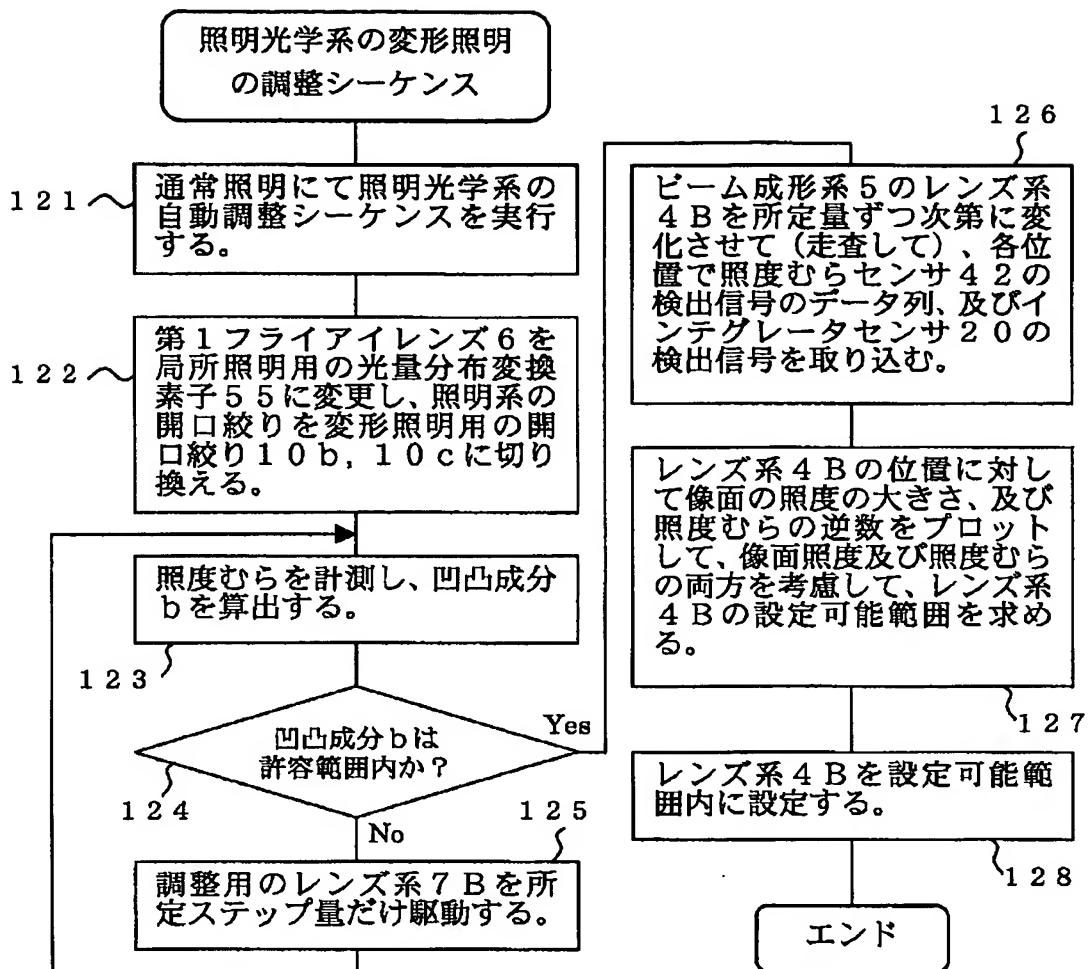 照明光学系の変形照明
の調整シーケンス
121
通常照明にて照明光学系の
自動調整シーケンスを実行
する。
122
第1フライアイレンズ6を
局所照明用の光量分布変換
素子55に変更し、照明系の
開口絞りを変形照明用の開
口絞り10b,10cに切り
換える。
照度むらを計測し、凹凸成分
bを算出する。
123
凹凸成分bは
許容範囲内か?
Yes
124
No
125
調整用のレンズ系7Bを所
定ステップ量だけ駆動する。
126
ビーム成形系5のレンズ系
4Bを所定量ずつ次第に変
化させて(走査して)、各位
置で照度むらセンサ42の
検出信号のデータ列、及びイ
ンテグレータセンサ20の
検出信号を取り込む。
レンズ系4Bの位置に対し
て像面の照度の大きさ、及び
照度むらの逆数をプロット
して、像面照度及び照度むら
の両方を考慮して、レンズ系
4Bの設定可能範囲を求め
る。
127
レンズ系4Bを設定可能範
囲内に設定する。
128
エンド